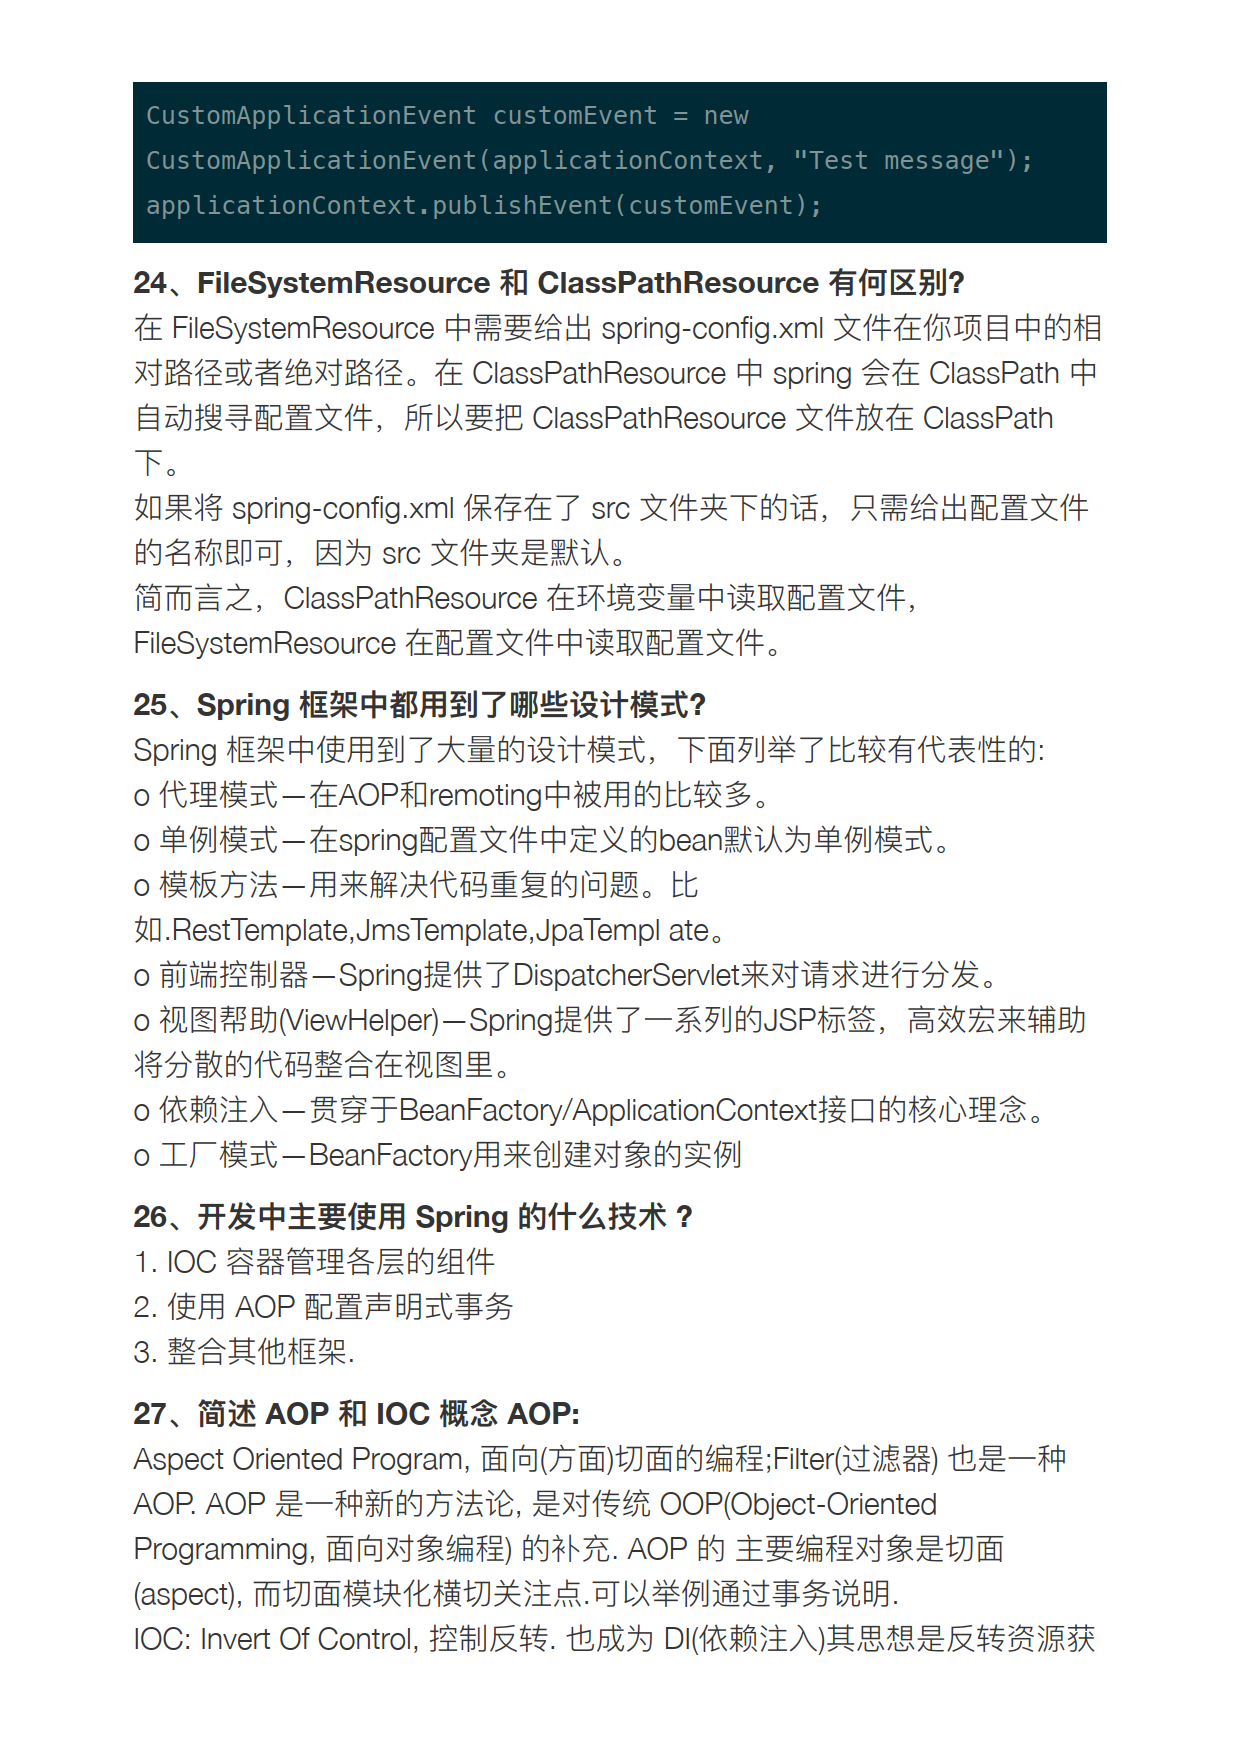 CustomApplicationEvent customEvent = new
CustomApplicationEvent(applicationContext, "Test message");
applicationContext.publishEvent(customEvent);
24、FileSystemResource 和 ClassPathResource 有何区别?
在 FileSystemResource 中需要给出 spring-config.xml 文件在你项目中的相
对路径或者绝对路径。在 ClassPathResource 中 spring 会在 ClassPath 中
自动搜寻配置文件，所以要把 ClassPathResource 文件放在 ClassPath
下。
如果将 spring-config.xml 保存在了 src 文件夹下的话，只需给出配置文件
的名称即可，因为 src 文件夹是默认。
简而言之，ClassPathResource 在环境变量中读取配置文件，
FileSystemResource 在配置文件中读取配置文件。
25、Spring 框架中都用到了哪些设计模式?
Spring 框架中使用到了大量的设计模式，下面列举了比较有代表性的:
o 代理模式—在AOP和remoting中被用的比较多。
o 单例模式—在spring配置文件中定义的bean默认为单例模式。
o 模板方法—用来解决代码重复的问题。比
如.RestTemplate,JmsTemplate,JpaTempl ate。
o 前端控制器—Spring提供了DispatcherServlet来对请求进行分发。
o 视图帮助(ViewHelper)—Spring提供了一系列的JSP标签，高效宏来辅助
将分散的代码整合在视图里。
o 依赖注入—贯穿于BeanFactory/ApplicationContext接口的核心理念。
o 工厂模式—BeanFactory用来创建对象的实例
26、开发中主要使用 Spring 的什么技术 ?
1. IOC 容器管理各层的组件
2. 使用 AOP 配置声明式事务
3. 整合其他框架.
27、简述 AOP 和 IOC 概念 AOP:
Aspect Oriented Program, 面向(方面)切面的编程;Filter(过滤器) 也是一种
AOP. AOP 是一种新的方法论, 是对传统 OOP(Object-Oriented
Programming, 面向对象编程) 的补充. AOP 的 主要编程对象是切面
(aspect), 而切面模块化横切关注点.可以举例通过事务说明.
IOC: Invert Of Control, 控制反转. 也成为 DI(依赖注入)其思想是反转资源获